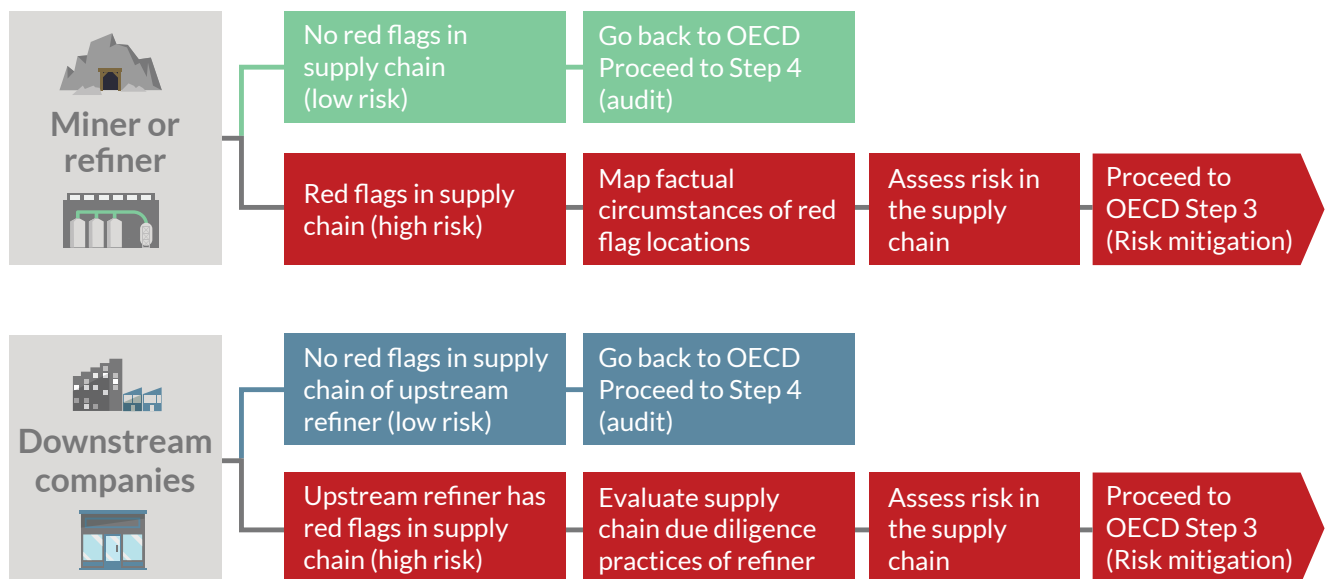 Miner or
refiner
No red flags in
supply chain
(low risk)
Go back to OECD
Proceed to Step 4
(audit)
Red flags in supply
chain (high risk)
Map factual
circumstances of red
flag locations
Assess risk in
the supply
chain
Proceed to
OECD Step 3
(Risk mitigation)
Downstream
companies
No red flags in supply
chain of upstream
refiner (low risk)
Go back to OECD
Proceed to Step 4
(audit)
Upstream refiner has
red flags in supply
chain (high risk)
Evaluate supply
chain due diligence
practices of refiner
Assess risk in
the supply
chain
Proceed to
OECD Step 3
(Risk mitigation)